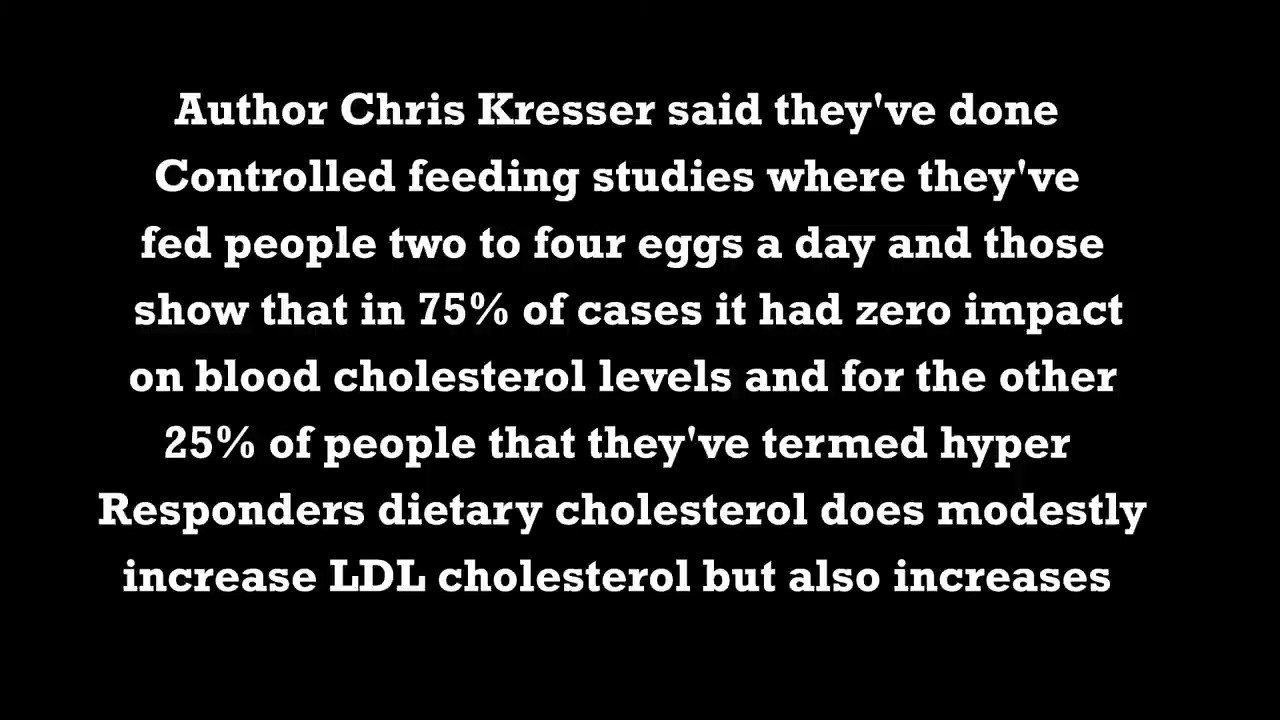 Author Chris Kresser said they've done
Controlled feeding studies where they've
fed people two to four eggs a day and those
show that in 75% of cases it had zero impact
on blood cholesterol levels and for the other
25% of people that they've termed hyper
Responders dietary cholesterol does modestly
increase LDL cholesterol but also increases